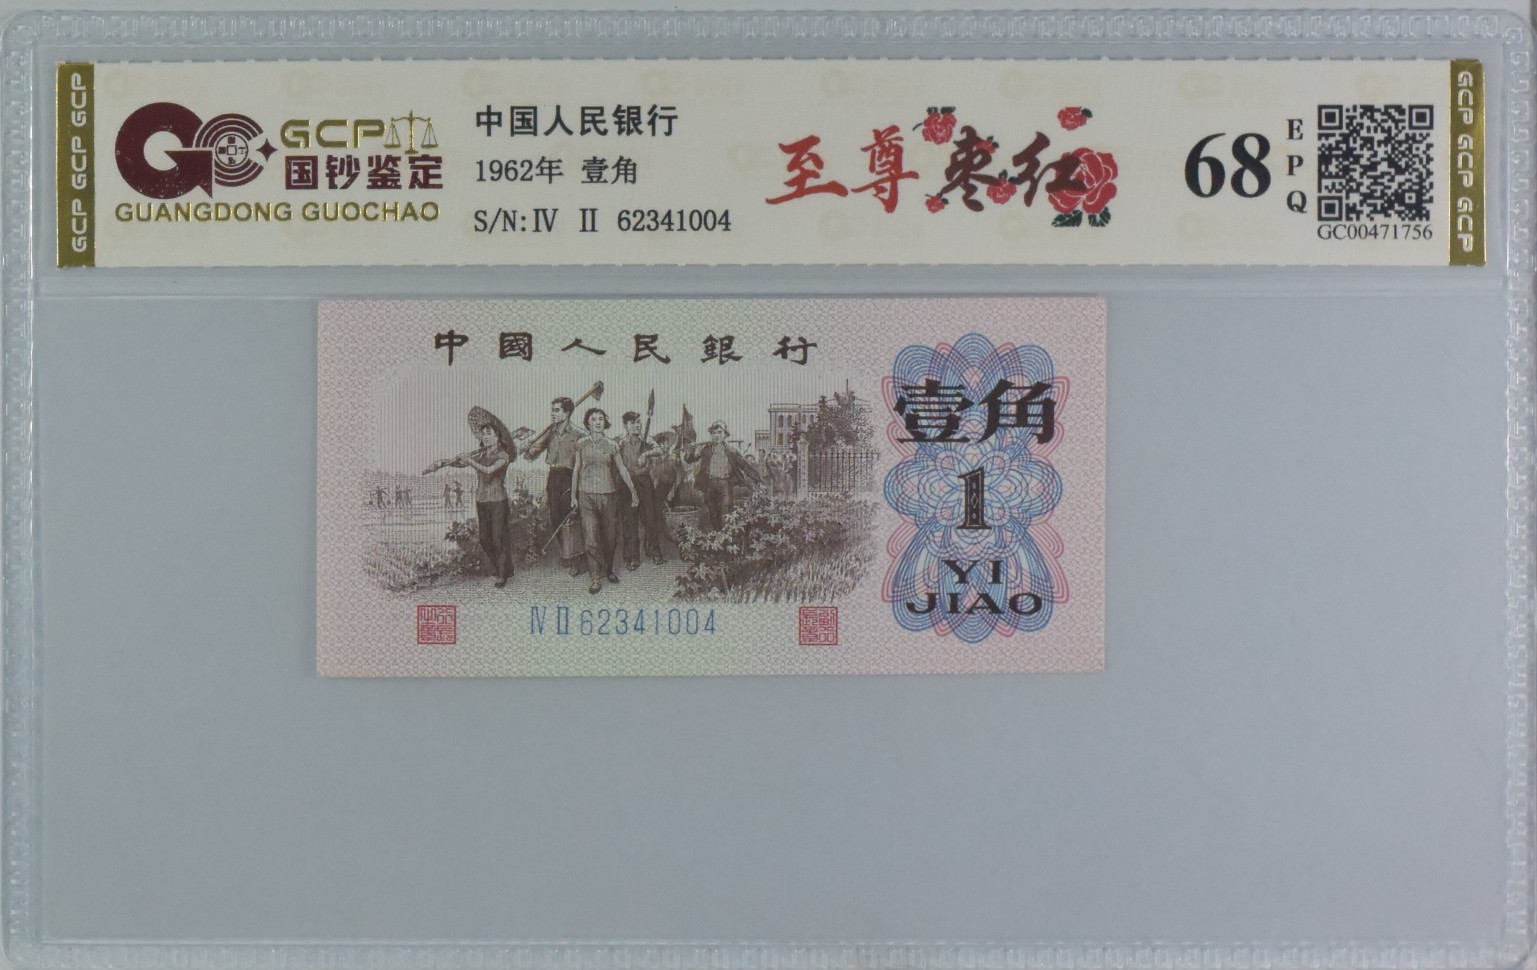 GCP GCP GCP
GCP
国钞鉴定
GUANGDONG GUOCHAO
中国人民银行
1962年 壹角
S/N:Ⅳ Ⅱ 62341004
至尊枣红
68
EPQ
GC00471756
GCP GCP GCP
中國人民銀行
壹角
1
YI
JIAO
Ⅳ Ⅱ 62341004